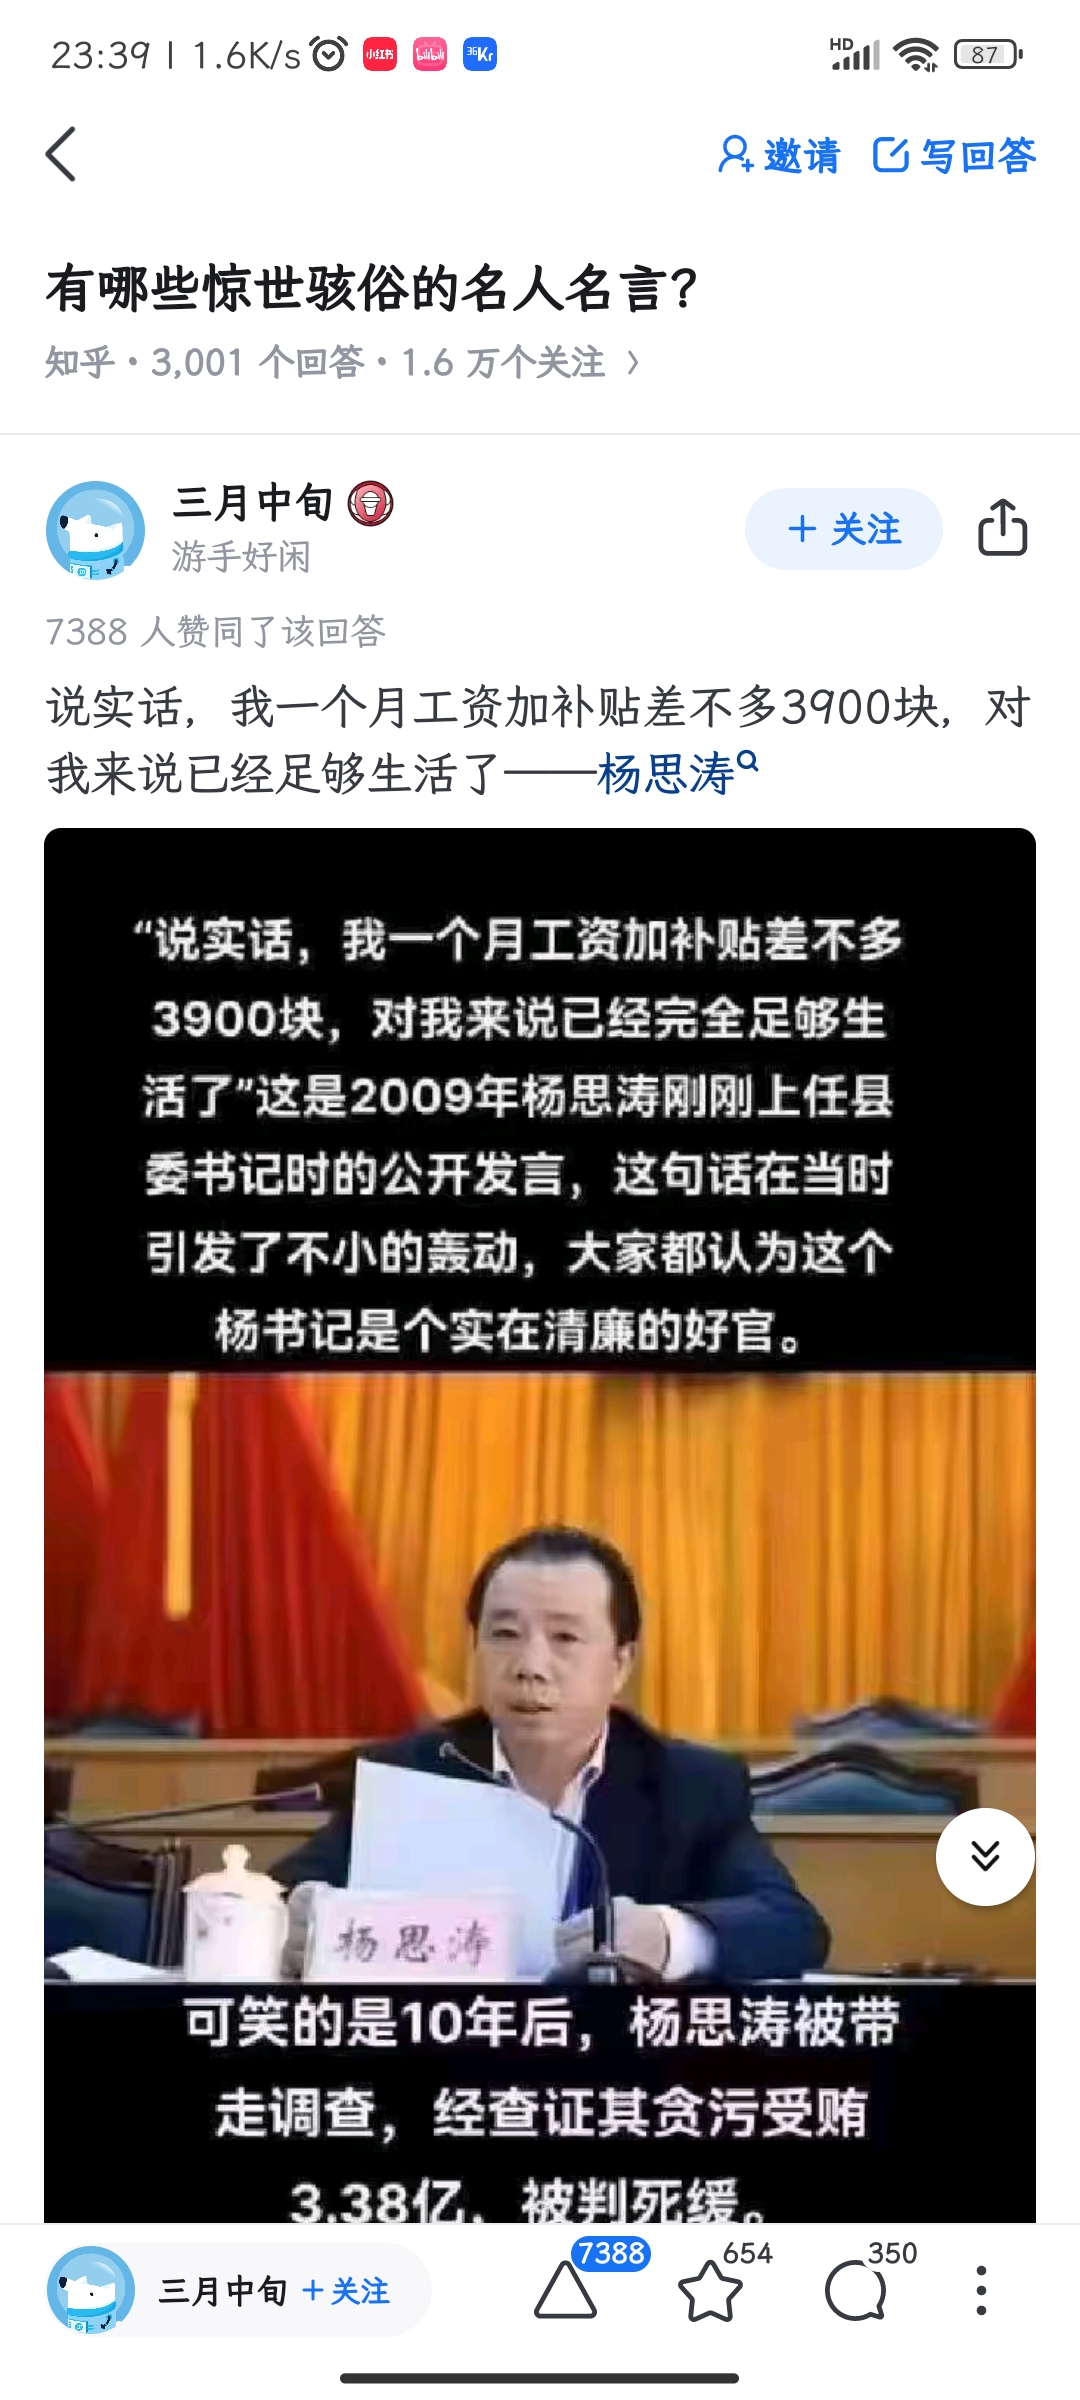 23:39 | 1.6K/s 小红书 bilibili 36Kr HD 87
邀请 写回答
有哪些惊世骇俗的名人名言?
知乎·3,001 个回答·1.6 万个关注 >
三月中旬
+ 关注
游手好闲
7388 人赞同了该回答
说实话，我一个月工资加补贴差不多3900块，对
我来说已经足够生活了——杨思涛
“说实话，我一个月工资加补贴差不多
3900块，对我来说已经完全足够生
活了”这是2009年杨思涛刚刚上任县
委书记时的公开发言，这句话在当时
引发了不小的轰动，大家都认为这个
杨书记是个实在清廉的好官。
杨思涛
可笑的是10年后，杨思涛被带
走调查，经查证其贪污受贿
3.38亿，被判死缓。
三月中旬 +关注 7388 654 350